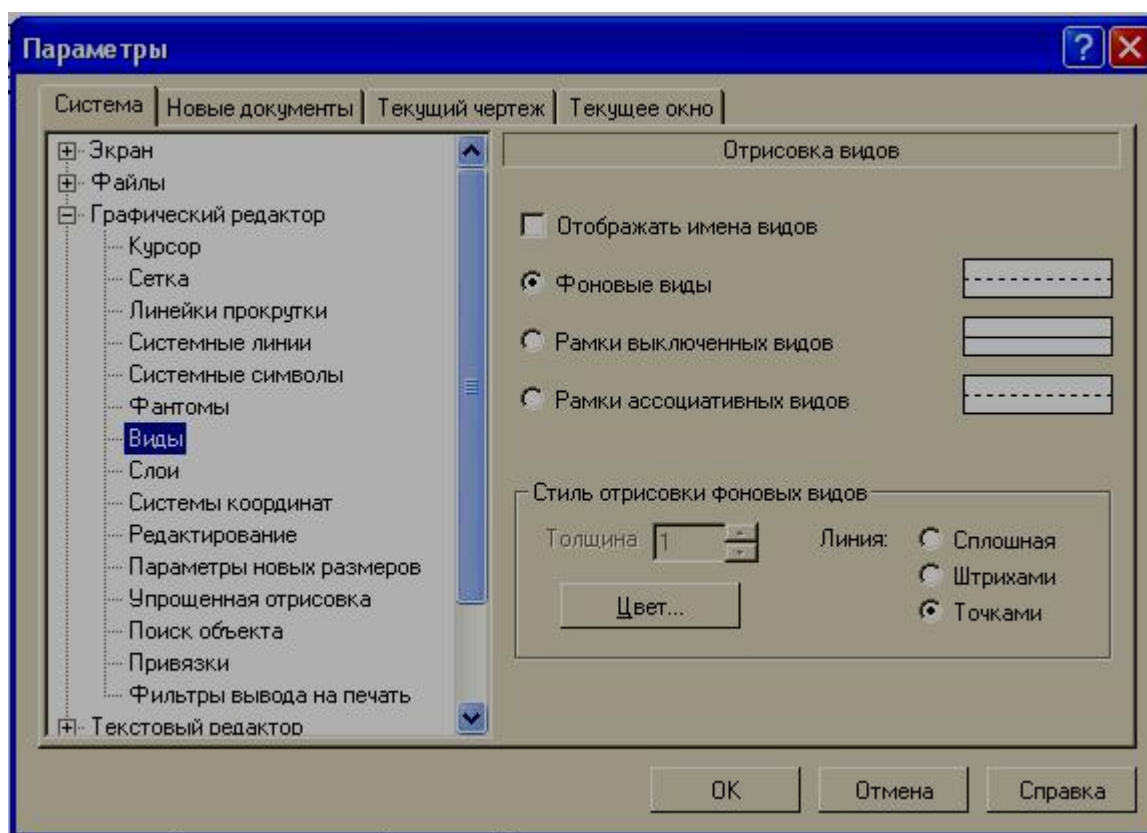 Параметры
Система Новые документы Текущий чертеж Текущее окно
Экран
Файлы
Графический редактор
Курсор
Сетка
Линейки прокрутки
Системные линии
Системные символы
Фантомы
Виды
Слои
Системы координат
Редактирование
Параметры новых размеров
Упрощенная отрисовка
Поиск объекта
Привязки
Фильтры вывода на печать
Текстовый редактор
Отрисовка видов
Отображать имена видов
Фоновые виды
Рамки выключенных видов
Рамки ассоциативных видов
Стиль отрисовки фоновых видов
Толщина 1 Линия: Сплошная
Штрихами
Цвет... Точками
OK Отмена Справка